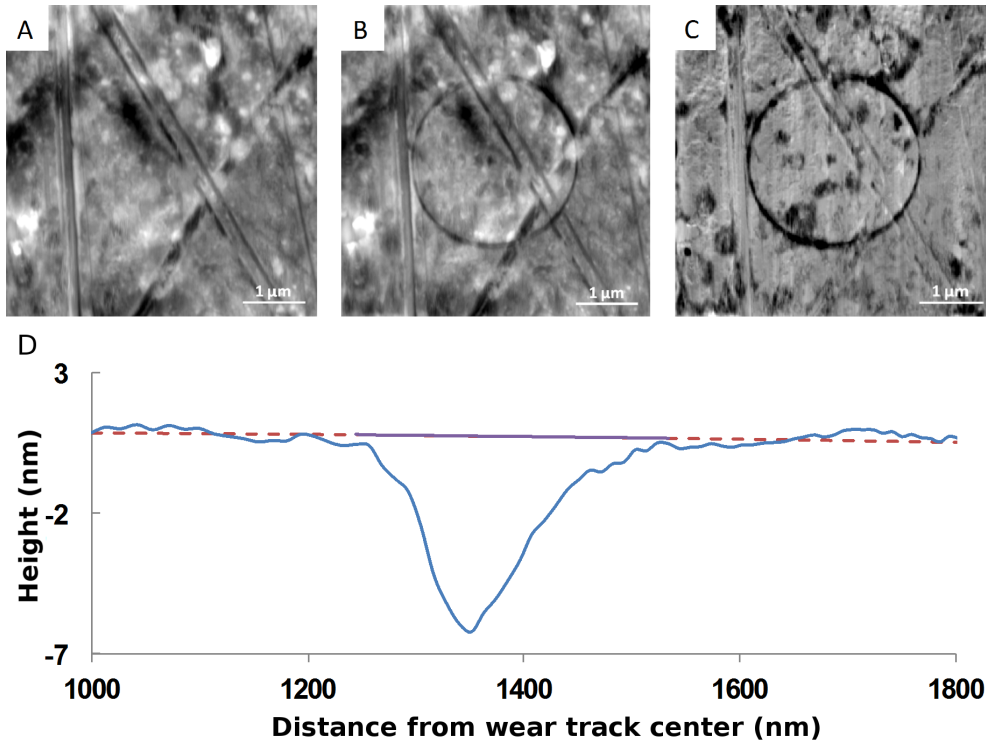 A B C
1 μm 1 μm 1 μm
D
3
-2
-7
Height (nm)
1000 1200 1400 1600 1800
Distance from wear track center (nm)